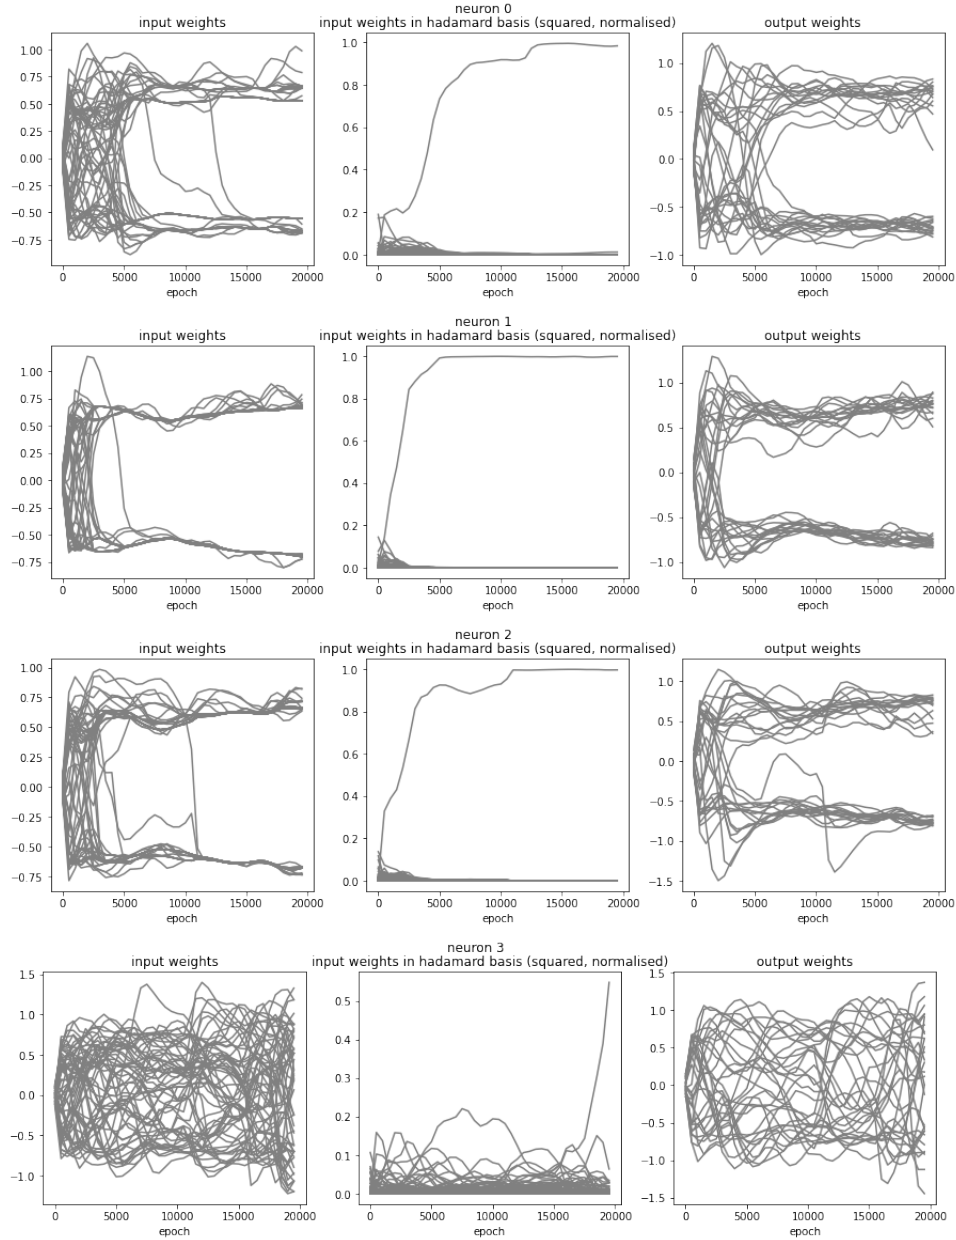 neuron 0
input weights
input weights in hadamard basis (squared, normalised)
output weights
1.00
0.75
0.50
0.25
0.00
−0.25
−0.50
−0.75
1.0
0.8
0.6
0.4
0.2
0.0
1.0
0.5
0.0
−0.5
−1.0
0 5000 10000 15000 20000
0 5000 10000 15000 20000
0 5000 10000 15000 20000
epoch
epoch
epoch
neuron 1
input weights
input weights in hadamard basis (squared, normalised)
output weights
1.00
0.75
0.50
0.25
0.00
−0.25
−0.50
−0.75
1.0
0.8
0.6
0.4
0.2
0.0
1.0
0.5
0.0
−0.5
−1.0
0 5000 10000 15000 20000
0 5000 10000 15000 20000
0 5000 10000 15000 20000
epoch
epoch
epoch
neuron 2
input weights
input weights in hadamard basis (squared, normalised)
output weights
1.00
0.75
0.50
0.25
0.00
−0.25
−0.50
−0.75
1.0
0.8
0.6
0.4
0.2
0.0
1.0
0.5
0.0
−0.5
−1.0
−1.5
0 5000 10000 15000 20000
0 5000 10000 15000 20000
0 5000 10000 15000 20000
epoch
epoch
epoch
neuron 3
input weights
input weights in hadamard basis (squared, normalised)
output weights
1.5
1.0
0.5
0.0
−0.5
−1.0
0.5
0.4
0.3
0.2
0.1
0.0
1.5
1.0
0.5
0.0
−0.5
−1.0
−1.5
0 5000 10000 15000 20000
0 5000 10000 15000 20000
0 5000 10000 15000 20000
epoch
epoch
epoch